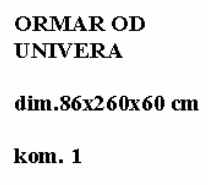 ORMAR OD
UNIVERA
dim.86x260x60 cm
kom. 1